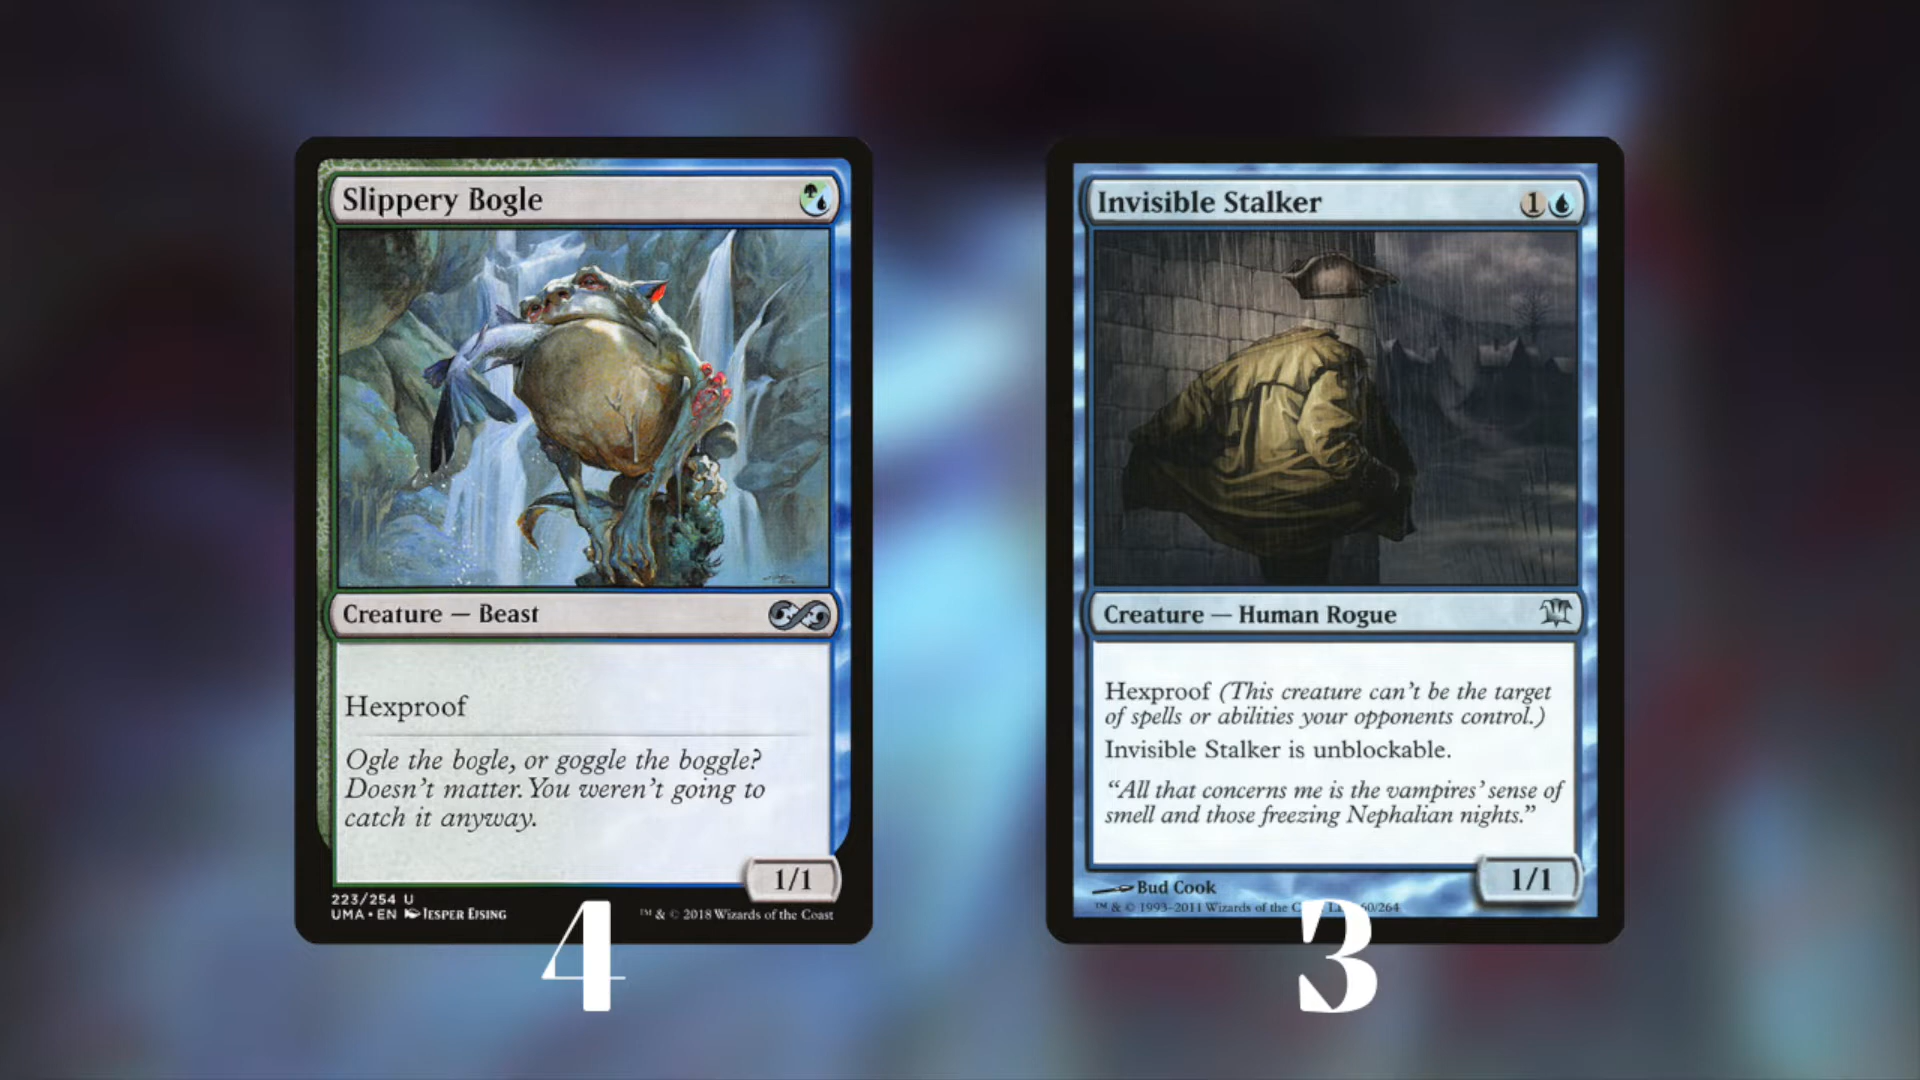 Slippery Bogle
Creature — Beast
Hexproof
Ogle the bogle, or goggle the boggle?
Doesn't matter. You weren't going to
catch it anyway.
1/1
223/254 U
UMA • EN Jesper Ejsing
™ & © 2018 Wizards of the Coast
4
Invisible Stalker
1
Creature — Human Rogue
Hexproof (This creature can't be the target
of spells or abilities your opponents control.)
Invisible Stalker is unblockable.
"All that concerns me is the vampires' sense of
smell and those freezing Nephalian nights."
1/1
Bud Cook
™ & © 1993–2011 Wizards of the 60/264
3